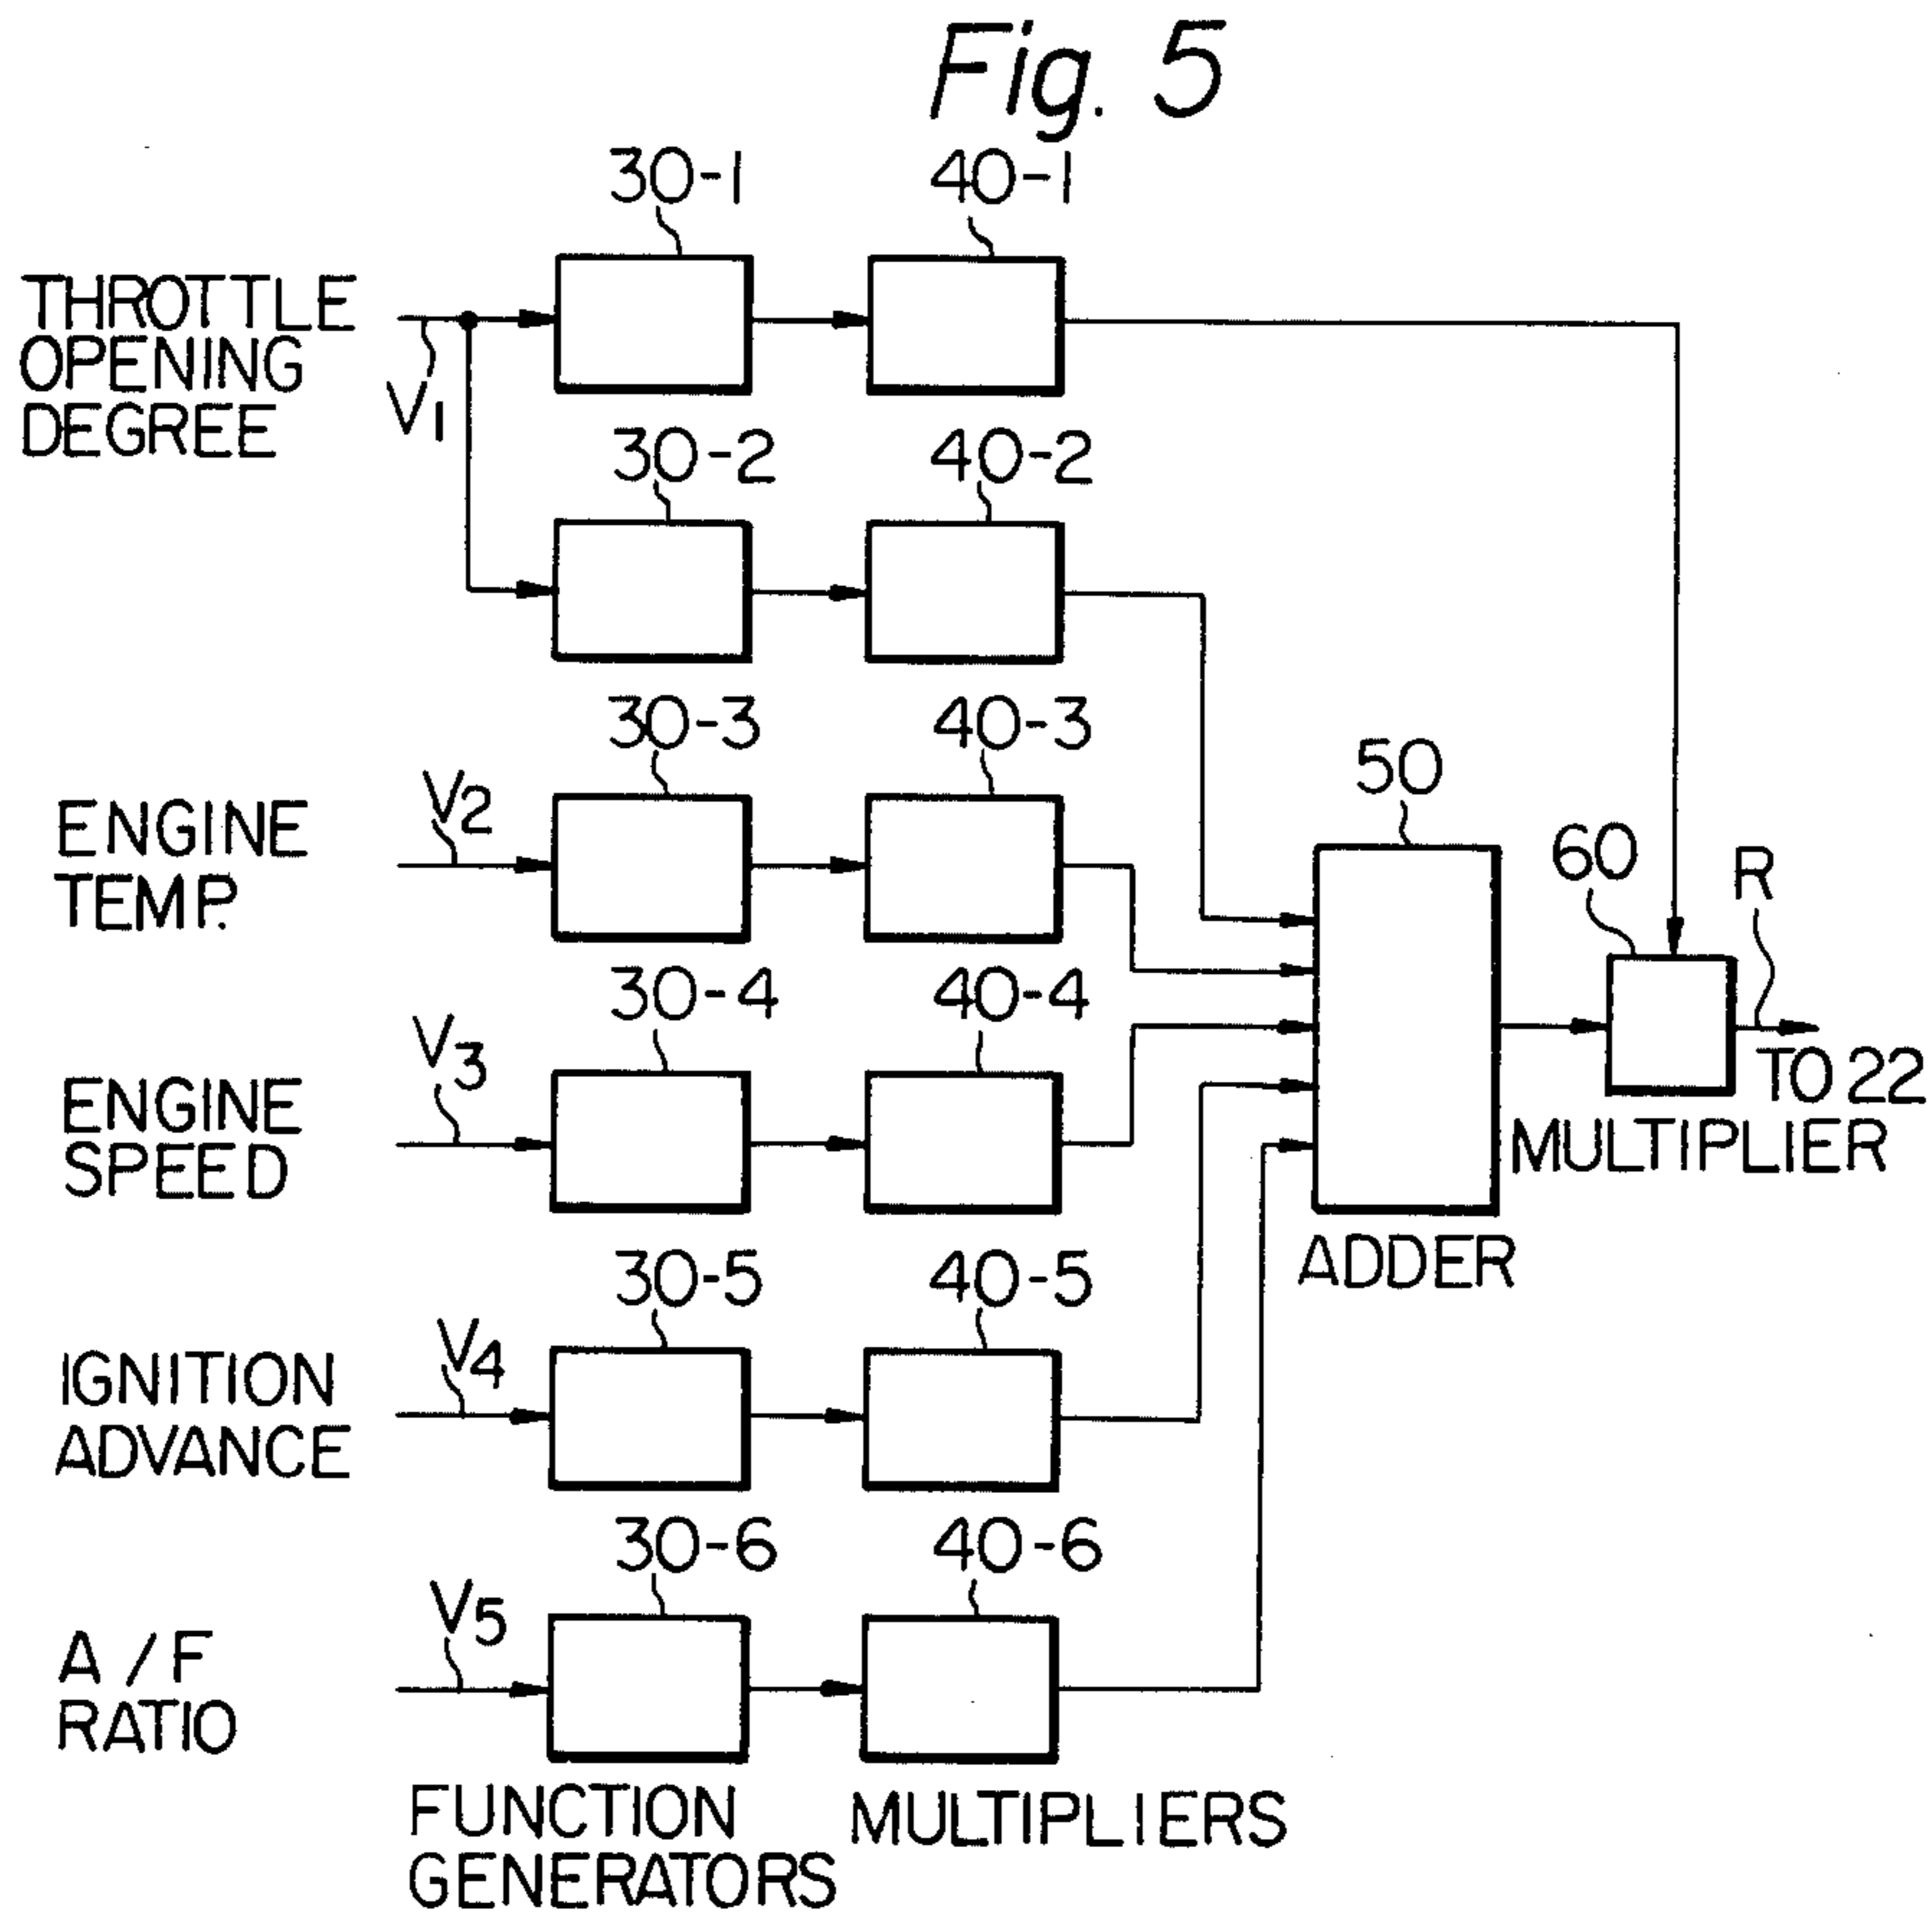 Fig. 5
30-1
40-1
THROTTLE
OPENING
DEGREE
V1
30-2
40-2
30-3
40-3
50
ENGINE
TEMP.
V2
60
R
30-4
40-4
V3
ENGINE
SPEED
TO 22
MULTIPLIER
ADDER
30-5
40-5
V4
IGNITION
ADVANCE
30-6
40-6
V5
A/F
RATIO
FUNCTION
GENERATORS
MULTIPLIERS